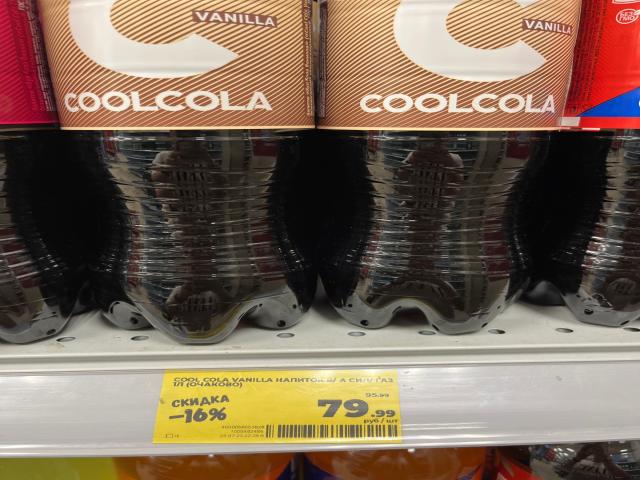 VANILLA
VANILLA
COOLCOLA
COOLCOLA
COOL COLA VANILLA НАПИТОК Б/А СИЛ/ГАЗ
1Л (ОЧАКОВО)
95.99
СКИДКА
-16%
79.99
руб / шт